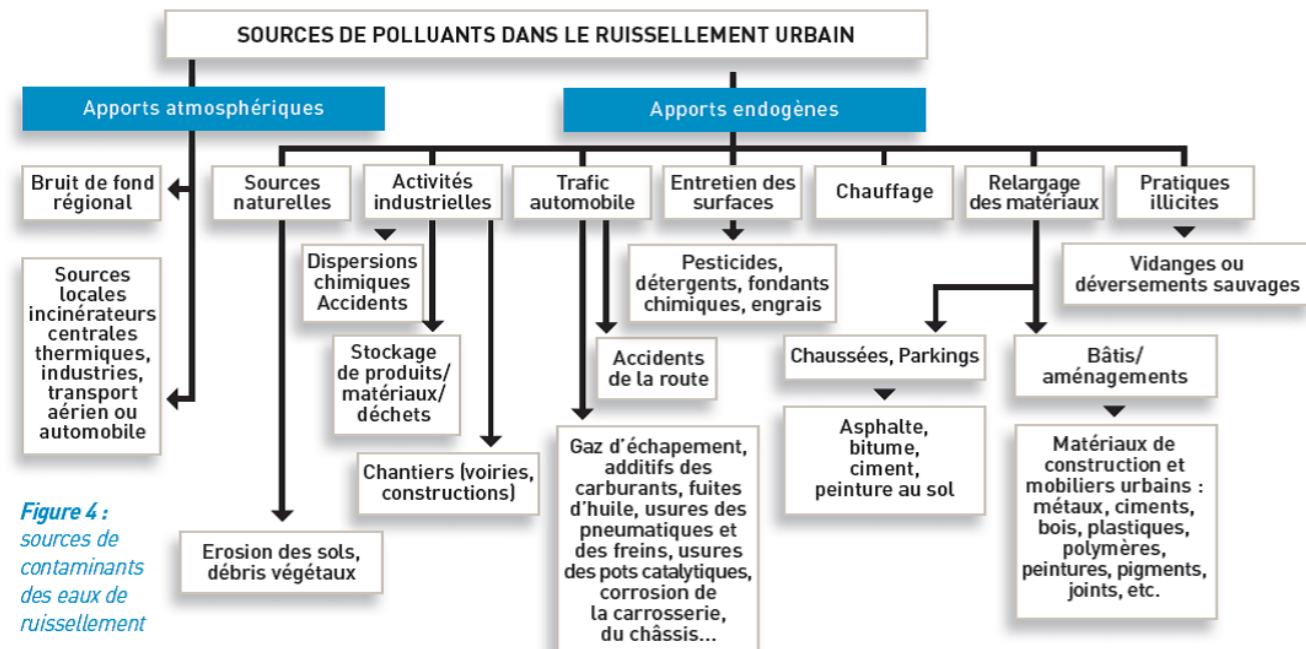 SOURCES DE POLLUANTS DANS LE RUISSELLEMENT URBAIN
Apports atmosphériques
Apports endogènes
Bruit de fond
régional
Sources
locales
incinérateurs
centrales
thermiques,
industries,
transport
aérien ou
automobile
Sources
naturelles
Erosion des sols,
débris végétaux
Activités
industrielles
Dispersions
chimiques
Accidents
Stockage
de produits/
matériaux/
déchets
Chantiers (voiries,
constructions)
Trafic
automobile
Accidents
de la route
Gaz d'échapement,
additifs des
carburants, fuites
d'huile, usures des
pneumatiques et
des freins, usures
des pots catalytiques,
corrosion de
la carrosserie,
du châssis...
Entretien des
surfaces
Pesticides,
détergents, fondants
chimiques, engrais
Chauffage
Relargage
des matériaux
Chaussées, Parkings
Asphalte,
bitume,
ciment,
peinture au sol
Bâtis/
aménagements
Matériaux de
construction et
mobiliers urbains :
métaux, ciments,
bois, plastiques,
polymères,
peintures, pigments,
joints, etc.
Pratiques
illicites
Vidanges ou
déversements sauvages
Figure 4 :
sources de
contaminants
des eaux de
ruissellement